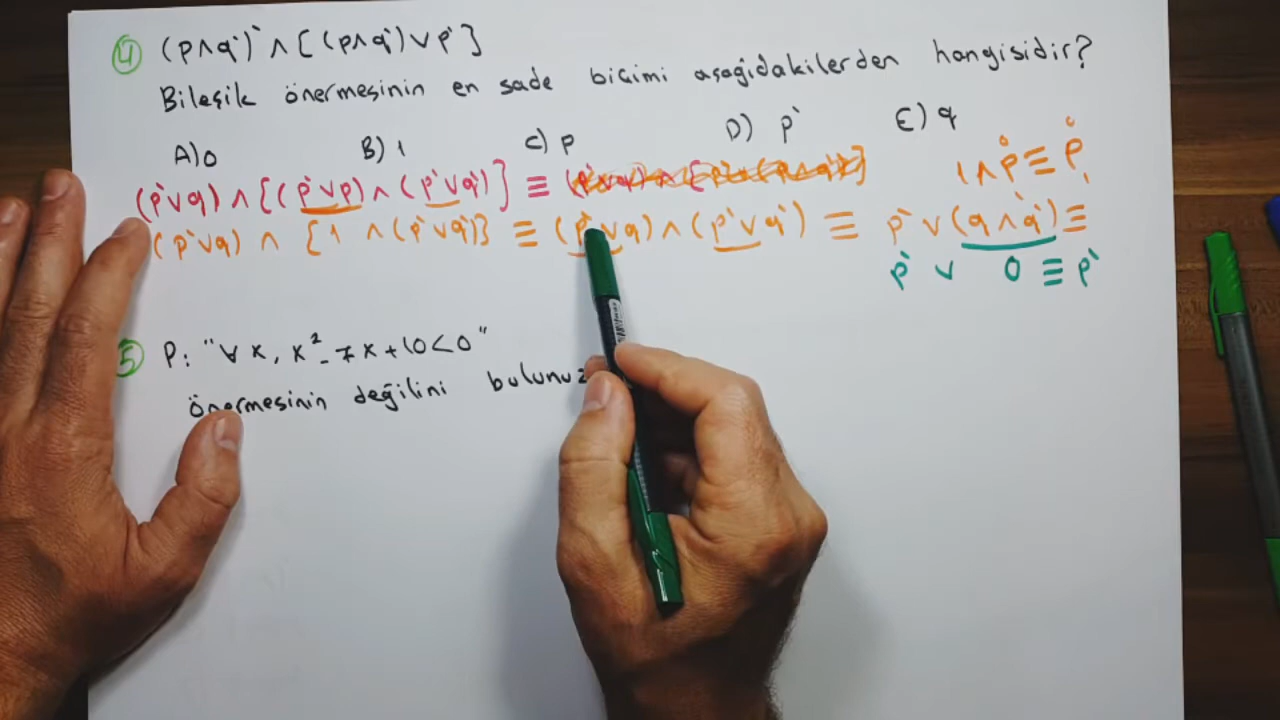 4 (p∧q')' ∧ [(p∧q')∨p']
Bileşik önermesinin en sade biçimi aşağıdakilerden hangisidir?
A) 0 B) 1 C) p D) p' E) q
1∧p≡p
(p'∨q) ∧ [(p'∨p)∧(p'∨q')] ≡
(p'∨q) ∧ [1 ∧(p'∨q')] ≡ (p'∨q)∧(p'∨q') ≡ p'∨(q∧q')≡
p' ∨ 0 ≡ p'
5 P: "∀x, x²-7x+10<0"
önermesinin değilini bulunuz